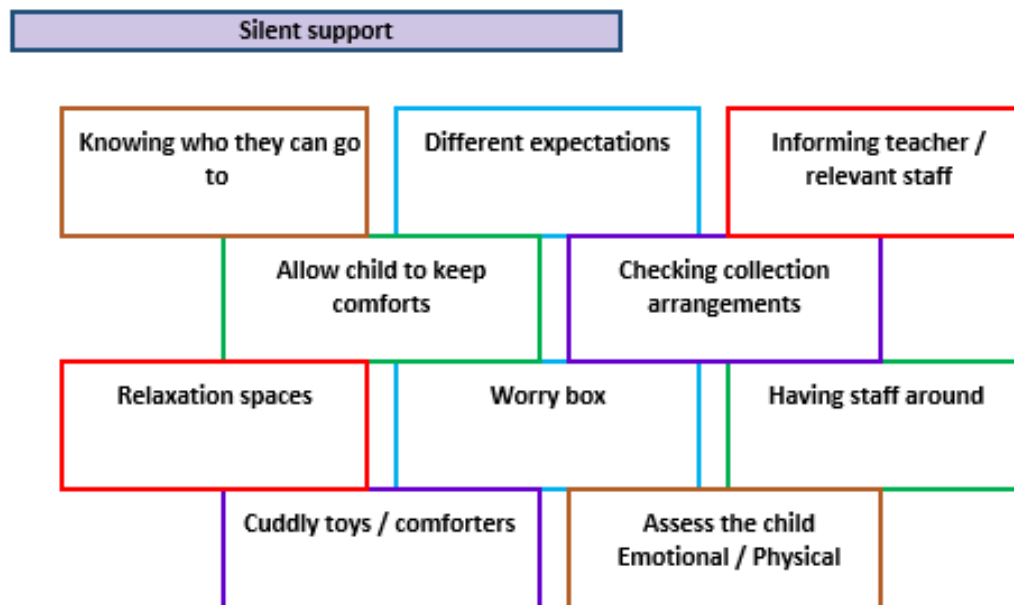 Silent support
Knowing who they can go
to
Different expectations
Informing teacher /
relevant staff
Allow child to keep
comforts
Checking collection
arrangements
Relaxation spaces
Worry box
Having staff around
Cuddly toys / comforters
Assess the child
Emotional / Physical